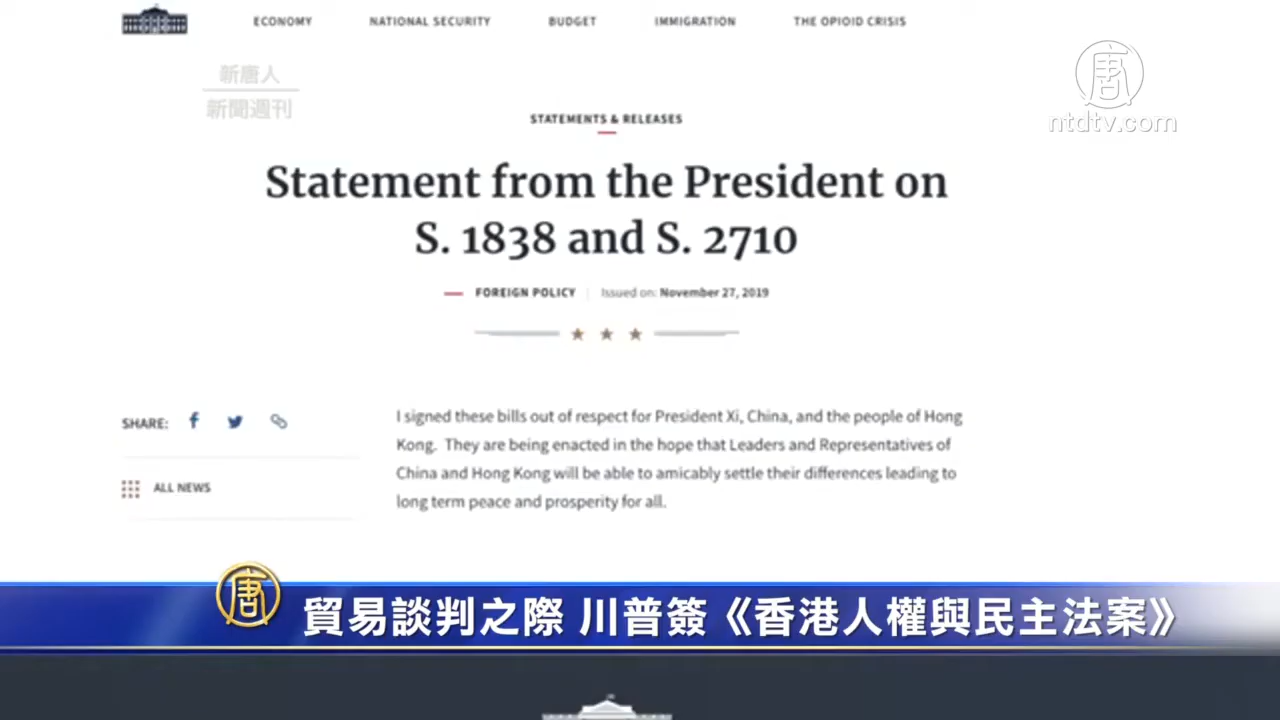 ECONOMY NATIONAL SECURITY BUDGET IMMIGRATION THE OPIOID CRISIS
新唐人
新聞週刊
唐
ntdtv.com
STATEMENTS & RELEASES
Statement from the President on
S. 1838 and S. 2710
FOREIGN POLICY Issued on: November 27, 2019
SHARE:
ALL NEWS
I signed these bills out of respect for President Xi, China, and the people of Hong
Kong. They are being enacted in the hope that Leaders and Representatives of
China and Hong Kong will be able to amicably settle their differences leading to
long term peace and prosperity for all.
唐
貿易談判之際 川普簽《香港人權與民主法案》